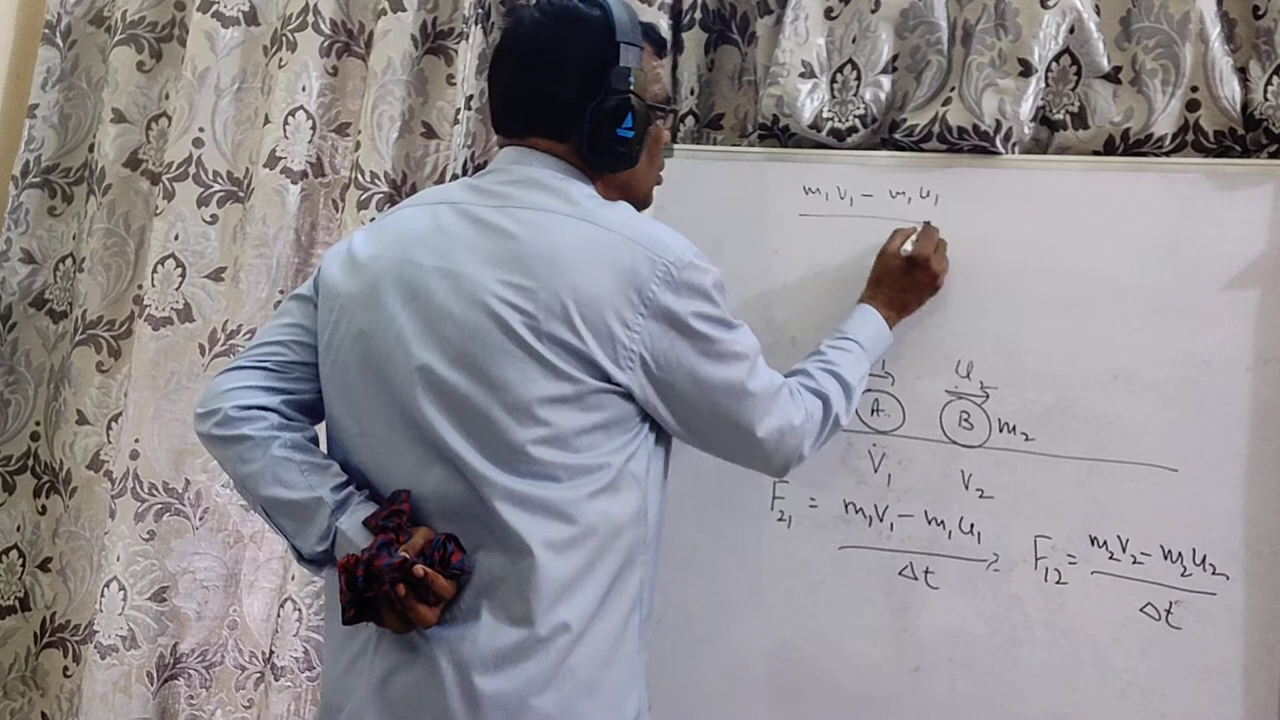 m₁v₁ - m₁u₁
u₂
A B m₂
V₁ V₂
F₂₁ = m₁v₁ - m₁u₁ / Δt
F₁₂ = m₂v₂ - m₂u₂ / Δt